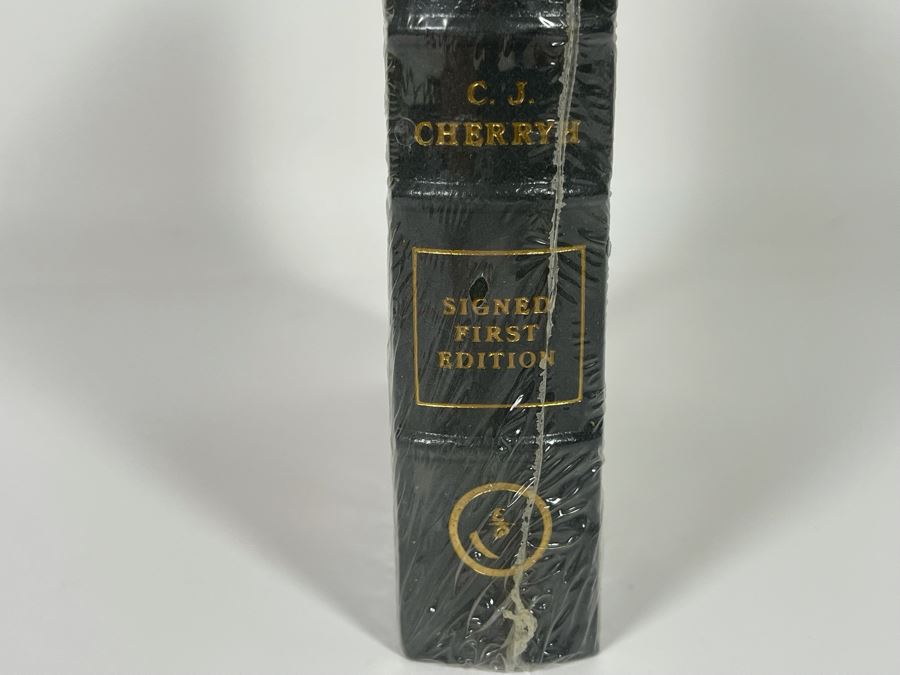 C. J.
CHERRYH
SIGNED
FIRST
EDITION